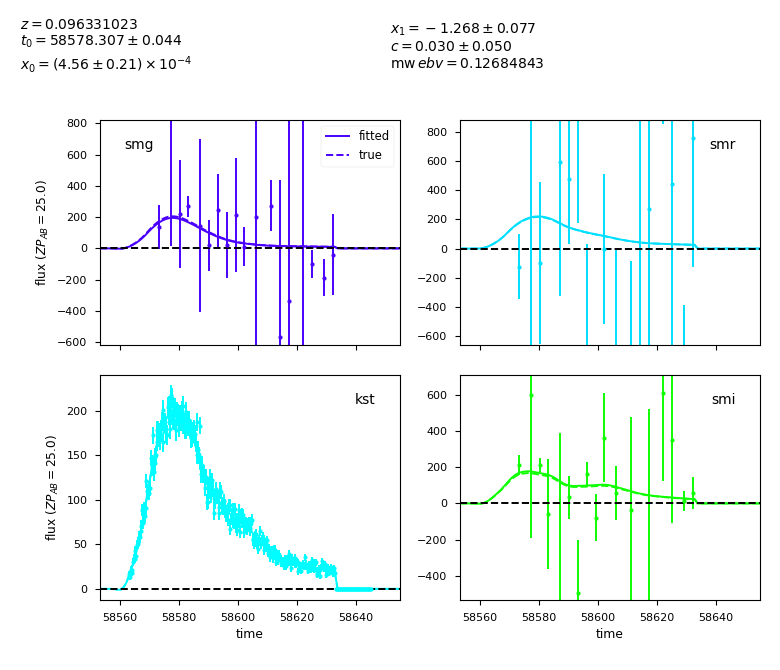 z = 0.096331023
t₀ = 58578.307 ± 0.044
x₀ = (4.56 ± 0.21) × 10⁻⁴
x₁ = −1.268 ± 0.077
c = 0.030 ± 0.050
mw ebv = 0.12684843
smg
fitted
true
flux (ZP_AB = 25.0)
800
600
400
200
0
−200
−400
−600
smr
800
600
400
200
0
−200
−400
−600
kst
flux (ZP_AB = 25.0)
200
150
100
50
0
58560 58580 58600 58620 58640
time
smi
600
400
200
0
−200
−400
58560 58580 58600 58620 58640
time